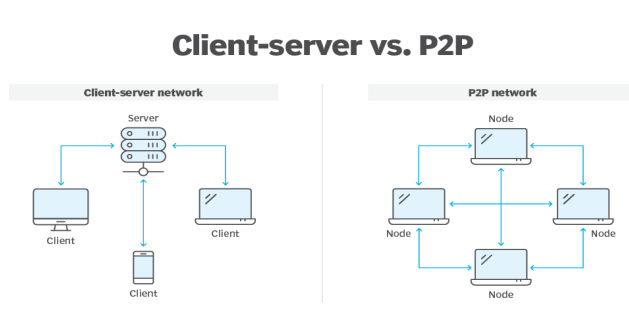 Client-server vs. P2P
Client-server network
Server
Client
Client
Client
P2P network
Node
Node
Node
Node